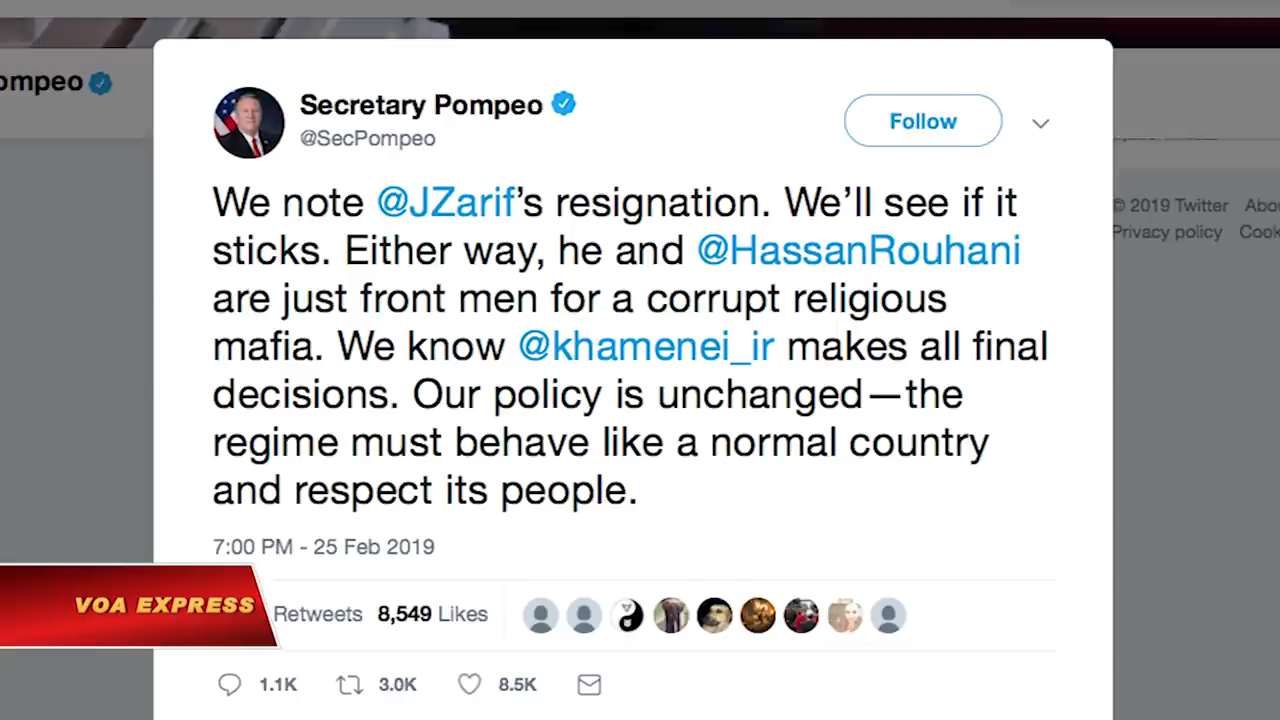 ompeo
Secretary Pompeo
@SecPompeo
Follow
We note @JZarif's resignation. We'll see if it
sticks. Either way, he and @HassanRouhani
are just front men for a corrupt religious
mafia. We know @khamenei_ir makes all final
decisions. Our policy is unchanged—the
regime must behave like a normal country
and respect its people.
7:00 PM - 25 Feb 2019
© 2019 Twitter Abou
Privacy policy Cook
VOA EXPRESS
Retweets 8,549 Likes
1.1K 3.0K 8.5K